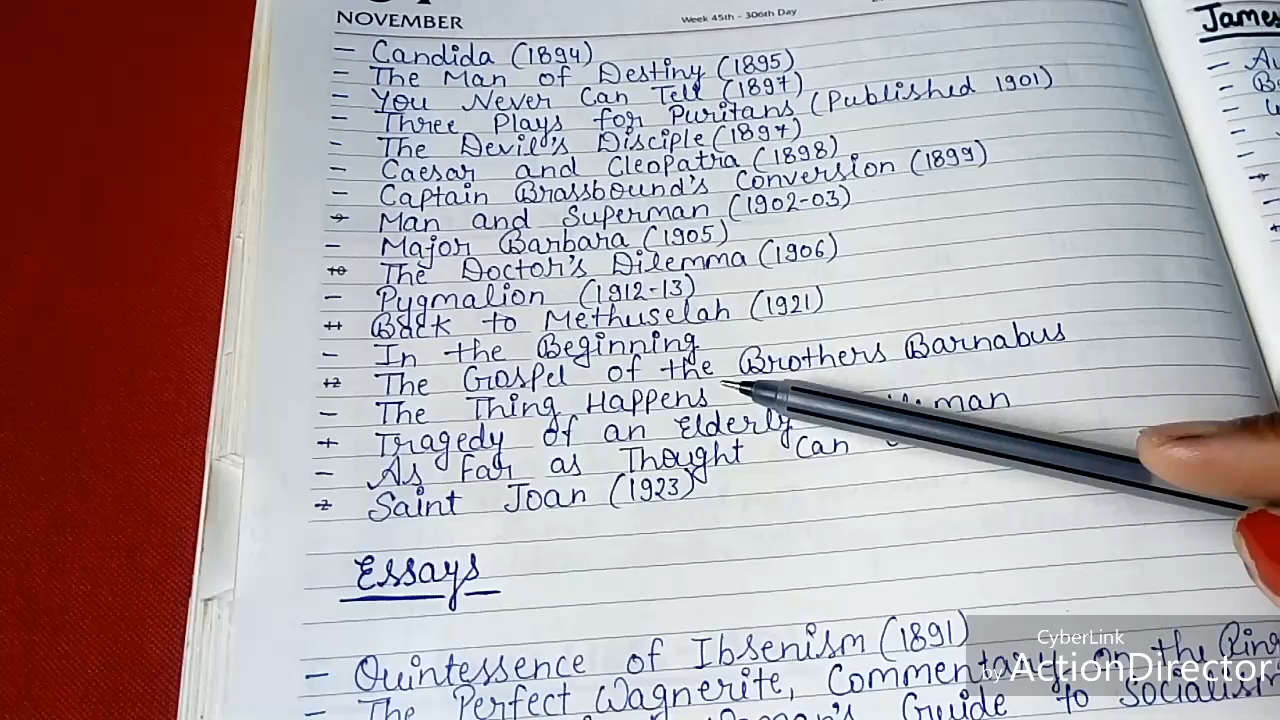 NOVEMBER
Week 45th - 306th Day
- Candida (1894)
- The Man of Destiny (1895)
- You Never Can Tell (1897)
- Three Plays for Puritans (Published 1901)
- The Devil's Disciple (1897)
- Caesar and Cleopatra (1898)
- Captain Brassbound's Conversion (1899)
- Man and Superman (1902-03)
- Major Barbara (1905)
- The Doctor's Dilemma (1906)
- Pygmalion (1912-13)
- Back to Methuselah (1921)
- In the Beginning
- The Gospel of the Brothers Barnabus
- The Thing Happens
- Tragedy of an Elderly man
- As Far as Thought Can
- Saint Joan (1923)
Essays
- Quintessence of Ibsenism (1891)
- The Perfect Wagnerite, Commentary on the Ring
Guide to Socialism
James
CyberLink
by ActionDirector